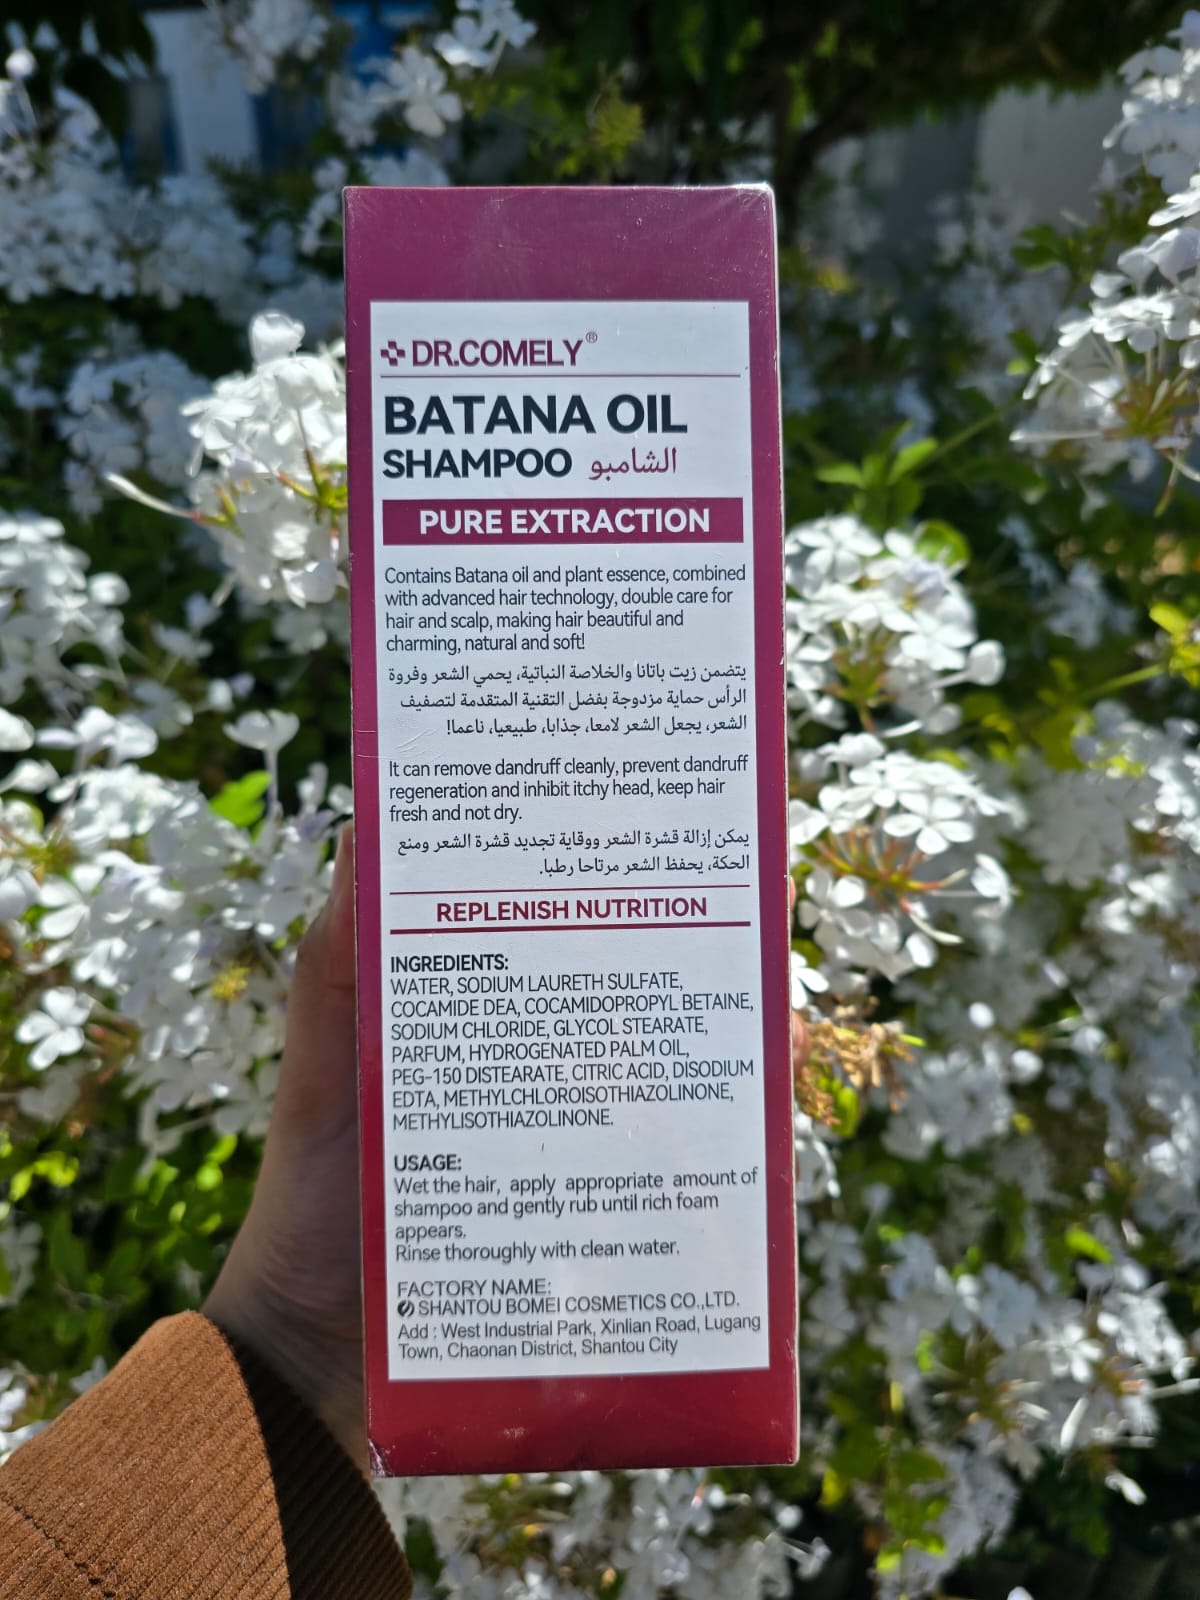 DR.COMELY®
BATANA OIL
SHAMPOO الشامبو
PURE EXTRACTION
Contains Batana oil and plant essence, combined
with advanced hair technology, double care for
hair and scalp, making hair beautiful and
charming, natural and soft!
يتضمن زيت باتانا والخلاصة النباتية، يحمي الشعر وفروة
الرأس حماية مزدوجة بفضل التقنية المتقدمة لتصفيف
الشعر، يجعل الشعر لامعا، جذابا، طبيعيا، ناعما!
It can remove dandruff cleanly, prevent dandruff
regeneration and inhibit itchy head, keep hair
fresh and not dry.
يمكن إزالة قشرة الشعر ووقاية تجديد قشرة الشعر ومنع
الحكة، يحفظ الشعر مرتاحا رطبا.
REPLENISH NUTRITION
INGREDIENTS:
WATER, SODIUM LAURETH SULFATE,
COCAMIDE DEA, COCAMIDOPROPYL BETAINE,
SODIUM CHLORIDE, GLYCOL STEARATE,
PARFUM, HYDROGENATED PALM OIL,
PEG-150 DISTEARATE, CITRIC ACID, DISODIUM
EDTA, METHYLCHLOROISOTHIAZOLINONE,
METHYLISOTHIAZOLINONE.
USAGE:
Wet the hair, apply appropriate amount of
shampoo and gently rub until rich foam
appears.
Rinse thoroughly with clean water.
FACTORY NAME:
SHANTOU BOMEI COSMETICS CO.,LTD.
Add : West Industrial Park, Xinlian Road, Lugang
Town, Chaonan District, Shantou City